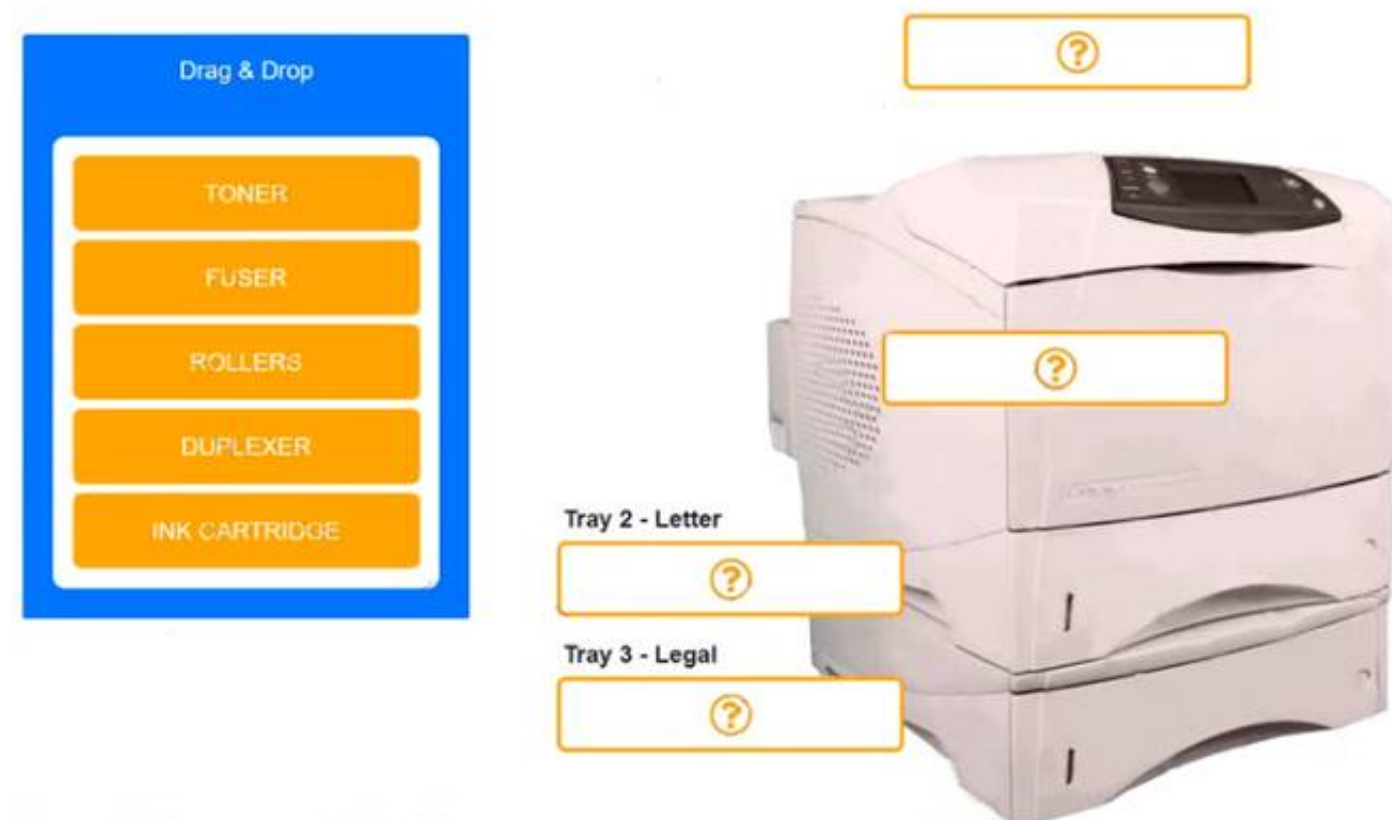 Drag & Drop
TONER
FUSER
ROLLERS
DUPLEXER
INK CARTRIDGE
?
?
Tray 2 - Letter
?
Tray 3 - Legal
?